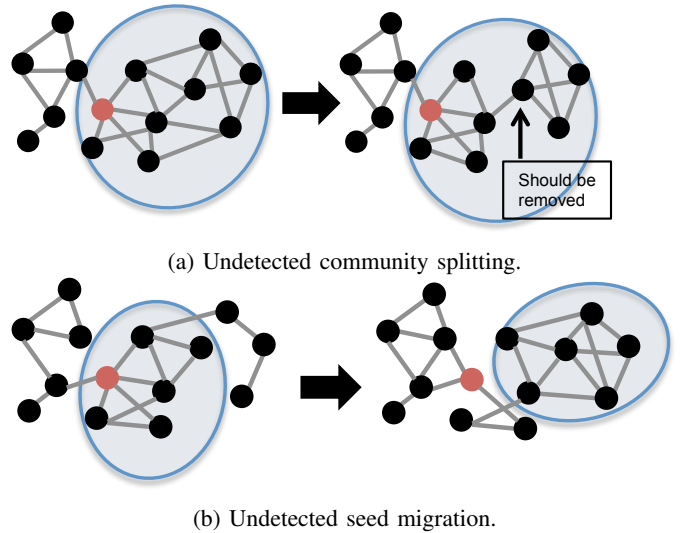 Should be
removed
(a) Undetected community splitting.
(b) Undetected seed migration.